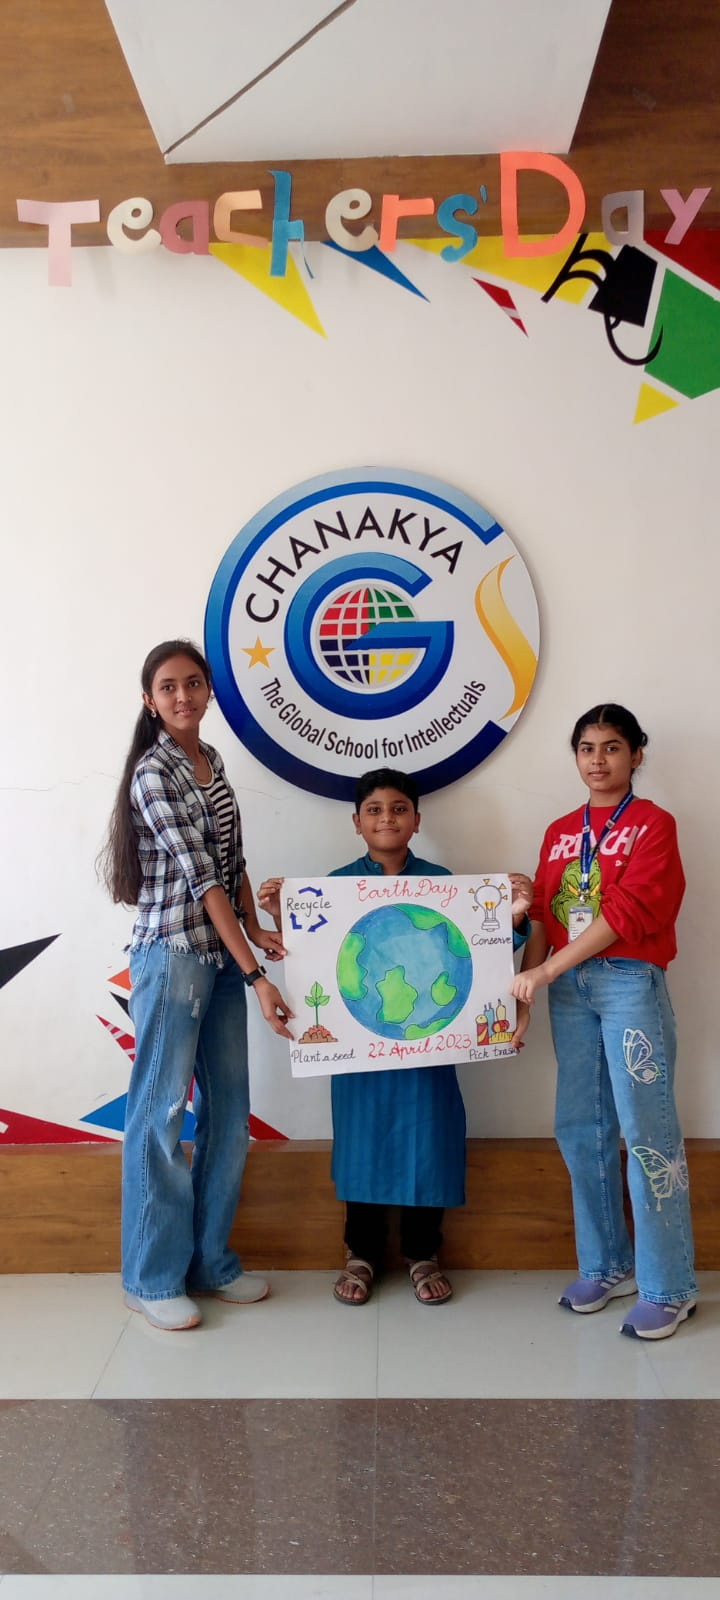 Teachers' Day
CHANAKYA
The Global School for Intellectuals
Earth Day
Recycle
Conserve
Plant a seed
22 April 2023
Pick trash
GRINCH